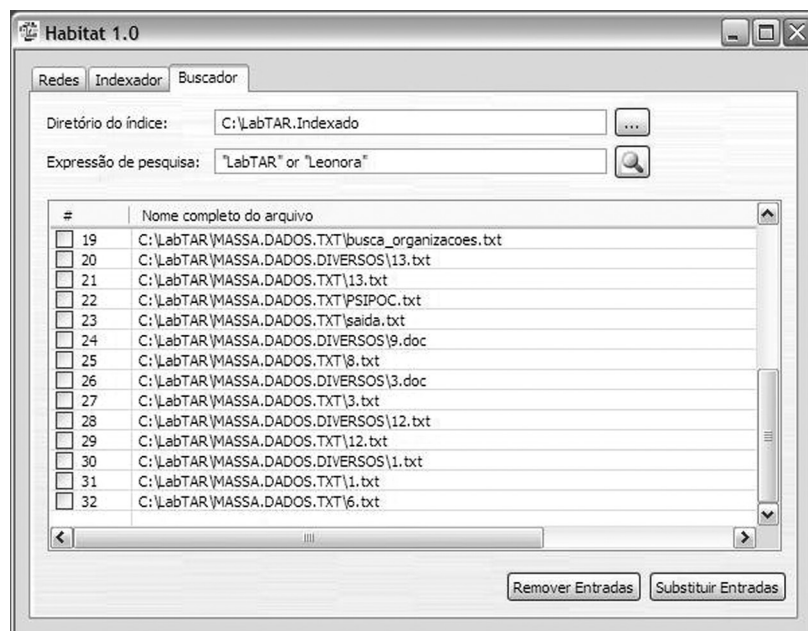 Habitat 1.0
Redes Indexador Buscador
Diretório do índice: C:\LabTAR.Indexado ...
Expressão de pesquisa: "LabTAR" or "Leonora"
# Nome completo do arquivo
19 C:\LabTAR\MASSA.DADOS.TXT\busca_organizacoes.txt
20 C:\LabTAR\MASSA.DADOS.DIVERSOS\13.txt
21 C:\LabTAR\MASSA.DADOS.TXT\13.txt
22 C:\LabTAR\MASSA.DADOS.TXT\PSIPOC.txt
23 C:\LabTAR\MASSA.DADOS.TXT\saida.txt
24 C:\LabTAR\MASSA.DADOS.DIVERSOS\9.doc
25 C:\LabTAR\MASSA.DADOS.TXT\8.txt
26 C:\LabTAR\MASSA.DADOS.DIVERSOS\3.doc
27 C:\LabTAR\MASSA.DADOS.TXT\3.txt
28 C:\LabTAR\MASSA.DADOS.DIVERSOS\12.txt
29 C:\LabTAR\MASSA.DADOS.TXT\12.txt
30 C:\LabTAR\MASSA.DADOS.DIVERSOS\1.txt
31 C:\LabTAR\MASSA.DADOS.TXT\1.txt
32 C:\LabTAR\MASSA.DADOS.TXT\6.txt
Remover Entradas Substituir Entradas